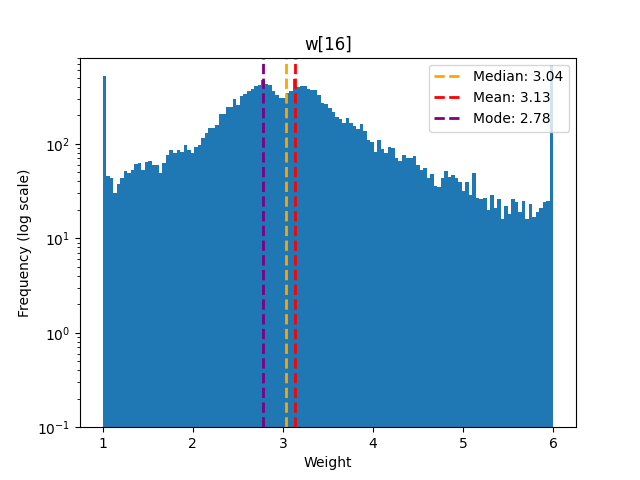 w[16]
Median: 3.04
Mean: 3.13
Mode: 2.78
Frequency (log scale)
10²
10¹
10⁰
10⁻¹
1 2 3 4 5 6
Weight